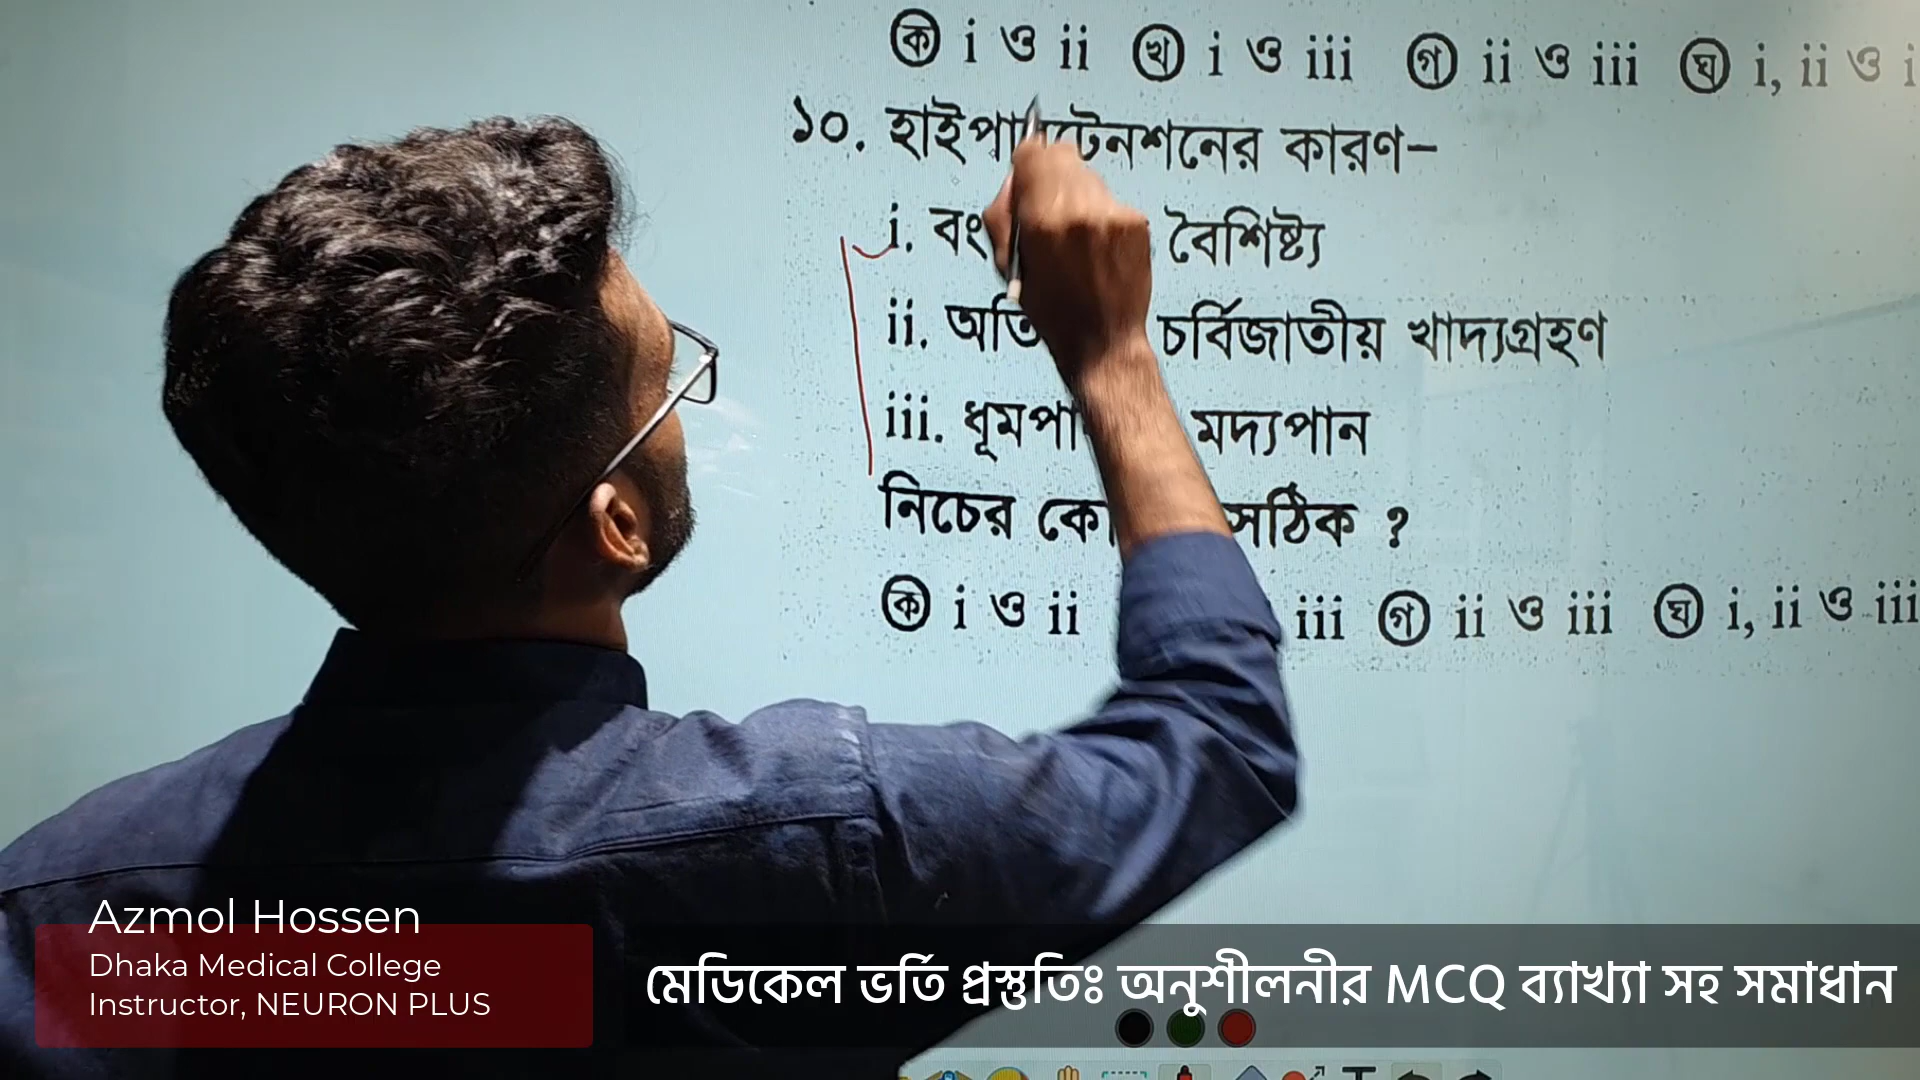 ক i ও ii খ i ও iii গ ii ও iii ঘ i, ii ও i
১০. হাইপারটেনশনের কারণ–
i. বং বৈশিষ্ট্য
ii. অতি চর্বিজাতীয় খাদ্যগ্রহণ
iii. ধূমপা মদ্যপান
নিচের কো সঠিক ?
ক i ও ii iii গ ii ও iii ঘ i, ii ও iii
Azmol Hossen
Dhaka Medical College
Instructor, NEURON PLUS
মেডিকেল ভর্তি প্রস্তুতিঃ অনুশীলনীর MCQ ব্যাখ্যা সহ সমাধান